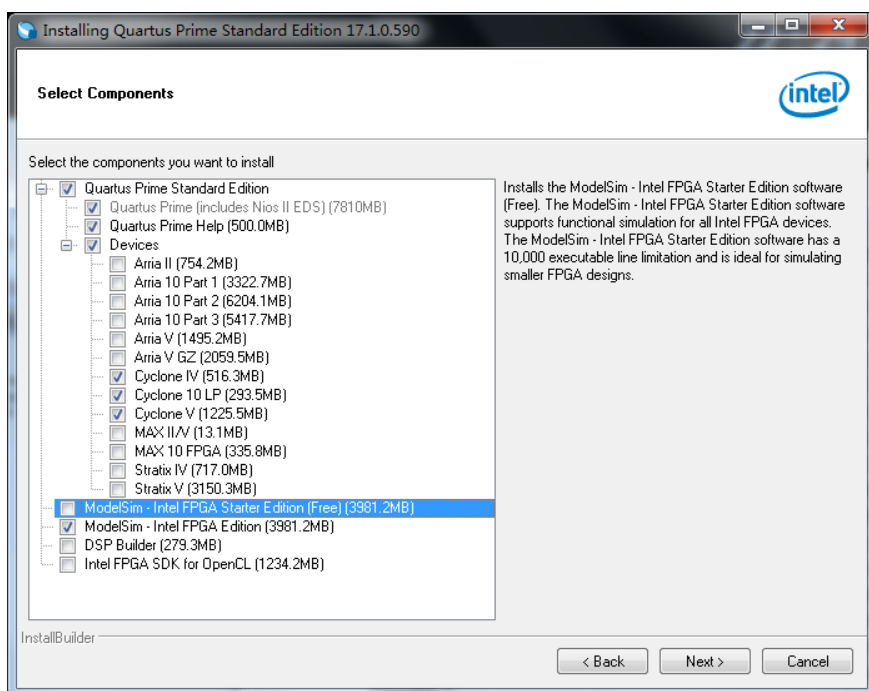 Installing Quartus Prime Standard Edition 17.1.0.590
Select Components
intel
Select the components you want to install
Quartus Prime Standard Edition
Quartus Prime (includes Nios II EDS) (7810MB)
Quartus Prime Help (500.0MB)
Devices
Arria II (754.2MB)
Arria 10 Part 1 (3322.7MB)
Arria 10 Part 2 (6204.1MB)
Arria 10 Part 3 (5417.7MB)
Arria V (1495.2MB)
Arria V GZ (2059.5MB)
Cyclone IV (516.3MB)
Cyclone 10 LP (293.5MB)
Cyclone V (1225.5MB)
MAX II/V (13.1MB)
MAX 10 FPGA (335.8MB)
Stratix IV (717.0MB)
Stratix V (3150.3MB)
ModelSim - Intel FPGA Starter Edition (Free) (3981.2MB)
ModelSim - Intel FPGA Edition (3981.2MB)
DSP Builder (279.3MB)
Intel FPGA SDK for OpenCL (1234.2MB)
Installs the ModelSim - Intel FPGA Starter Edition software
(Free). The ModelSim - Intel FPGA Starter Edition software
supports functional simulation for all Intel FPGA devices.
The ModelSim - Intel FPGA Starter Edition software has a
10,000 executable line limitation and is ideal for simulating
smaller FPGA designs.
InstallBuilder
< Back
Next >
Cancel